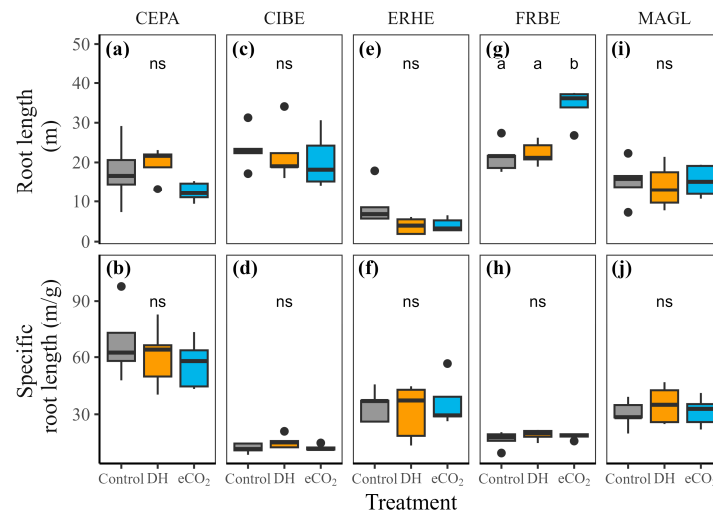 CEPA CIBE ERHE FRBE MAGL
(a) (c) (e) (g) (i)
ns ns ns a a b ns
Root length
(m)
50
40
30
20
10
0
(b) (d) (f) (h) (j)
ns ns ns ns ns
Specific
root length (m/g)
90
60
30
Control DH eCO₂ Control DH eCO₂ Control DH eCO₂ Control DH eCO₂ Control DH eCO₂
Treatment